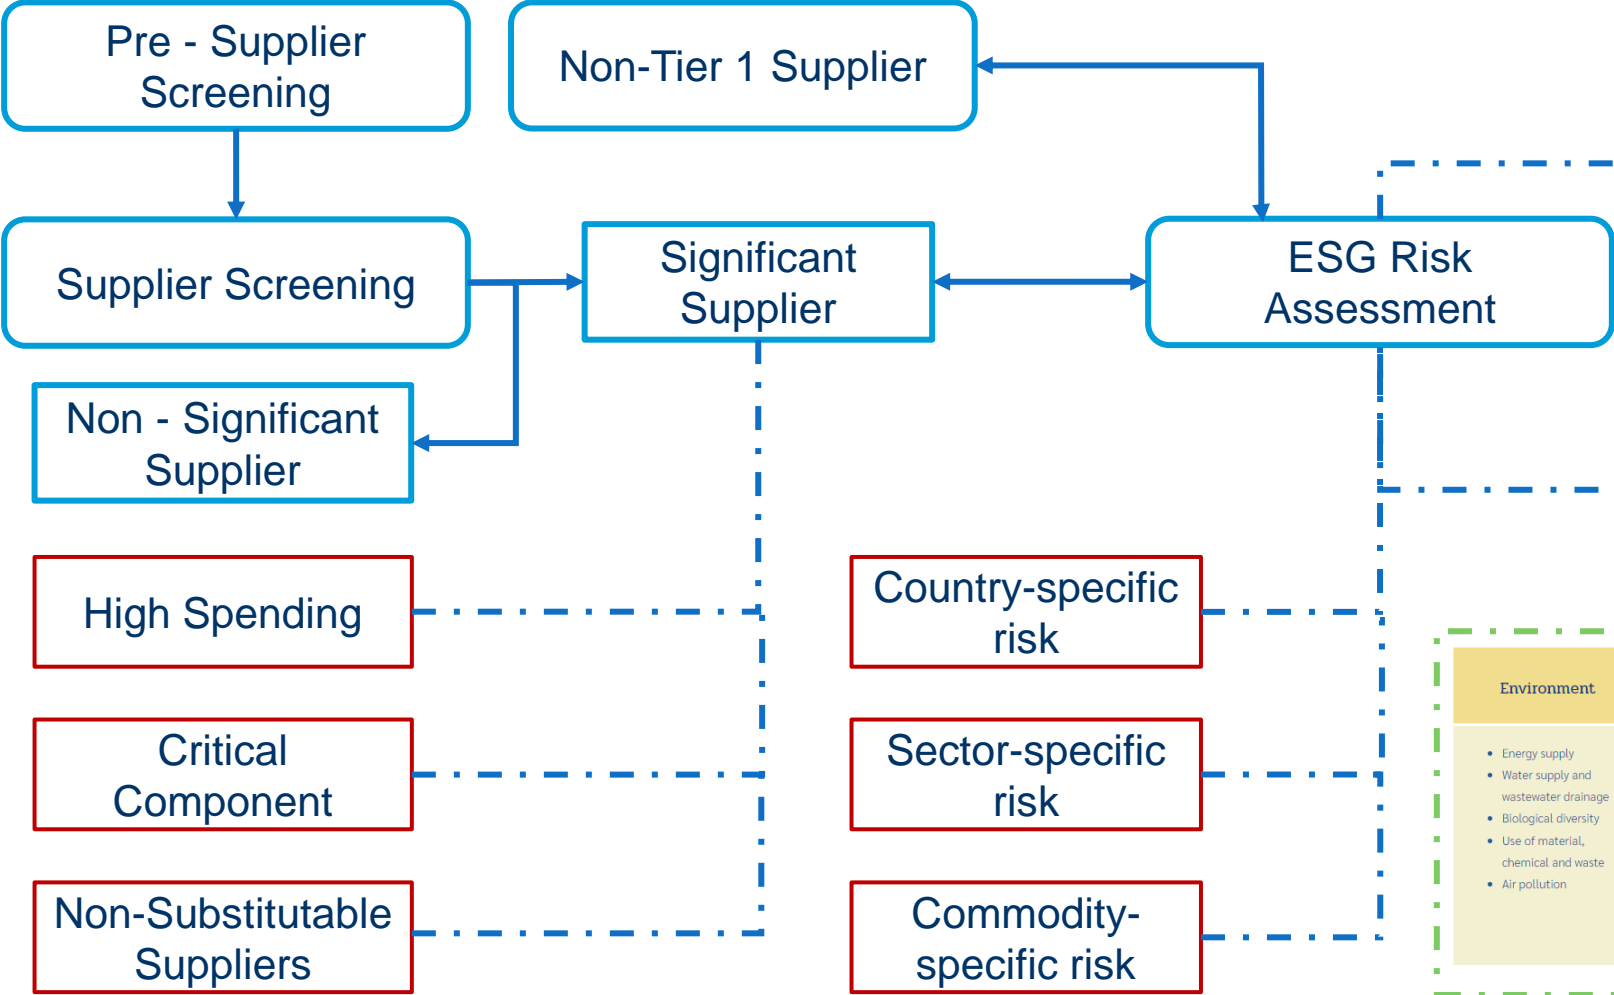 Pre - Supplier
Screening
Non-Tier 1 Supplier
Supplier Screening
Significant
Supplier
ESG Risk
Assessment
Non - Significant
Supplier
High Spending
Country-specific
risk
Critical
Component
Sector-specific
risk
Non-Substitutable
Suppliers
Commodity-
specific risk
Environment
• Energy supply
• Water supply and
wastewater drainage
• Biological diversity
• Use of material,
chemical and waste
• Air pollution